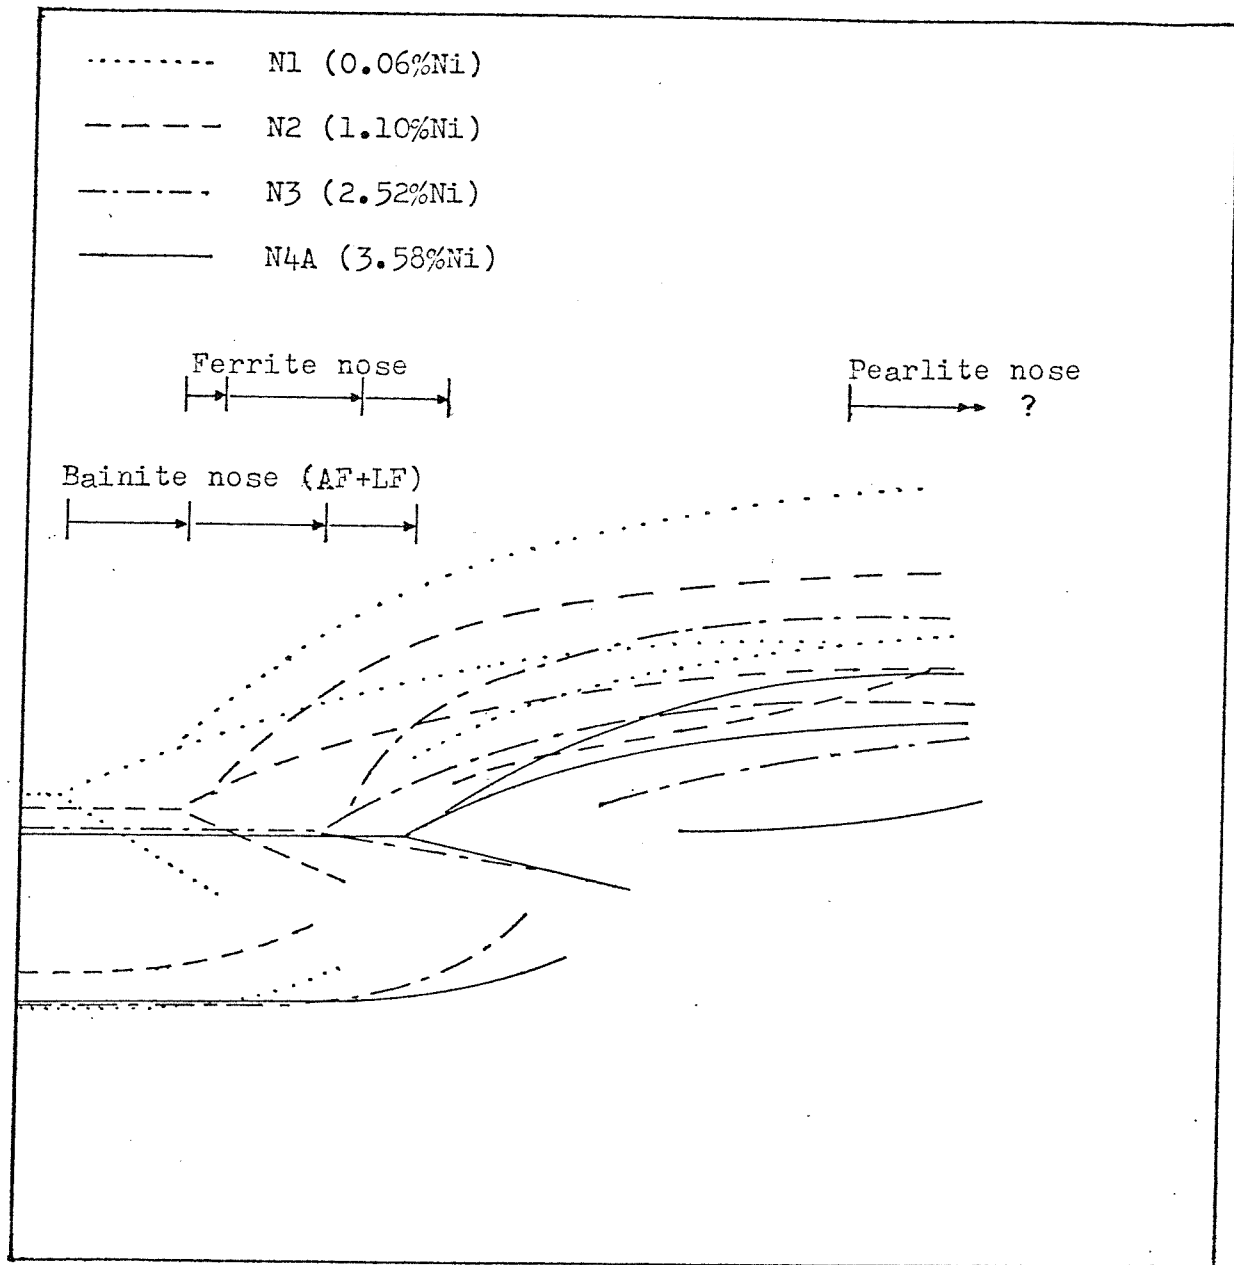 N1 (0.06%Ni)
N2 (1.10%Ni)
N3 (2.52%Ni)
N4A (3.58%Ni)
Ferrite nose
Pearlite nose
?
Bainite nose (AF+LF)